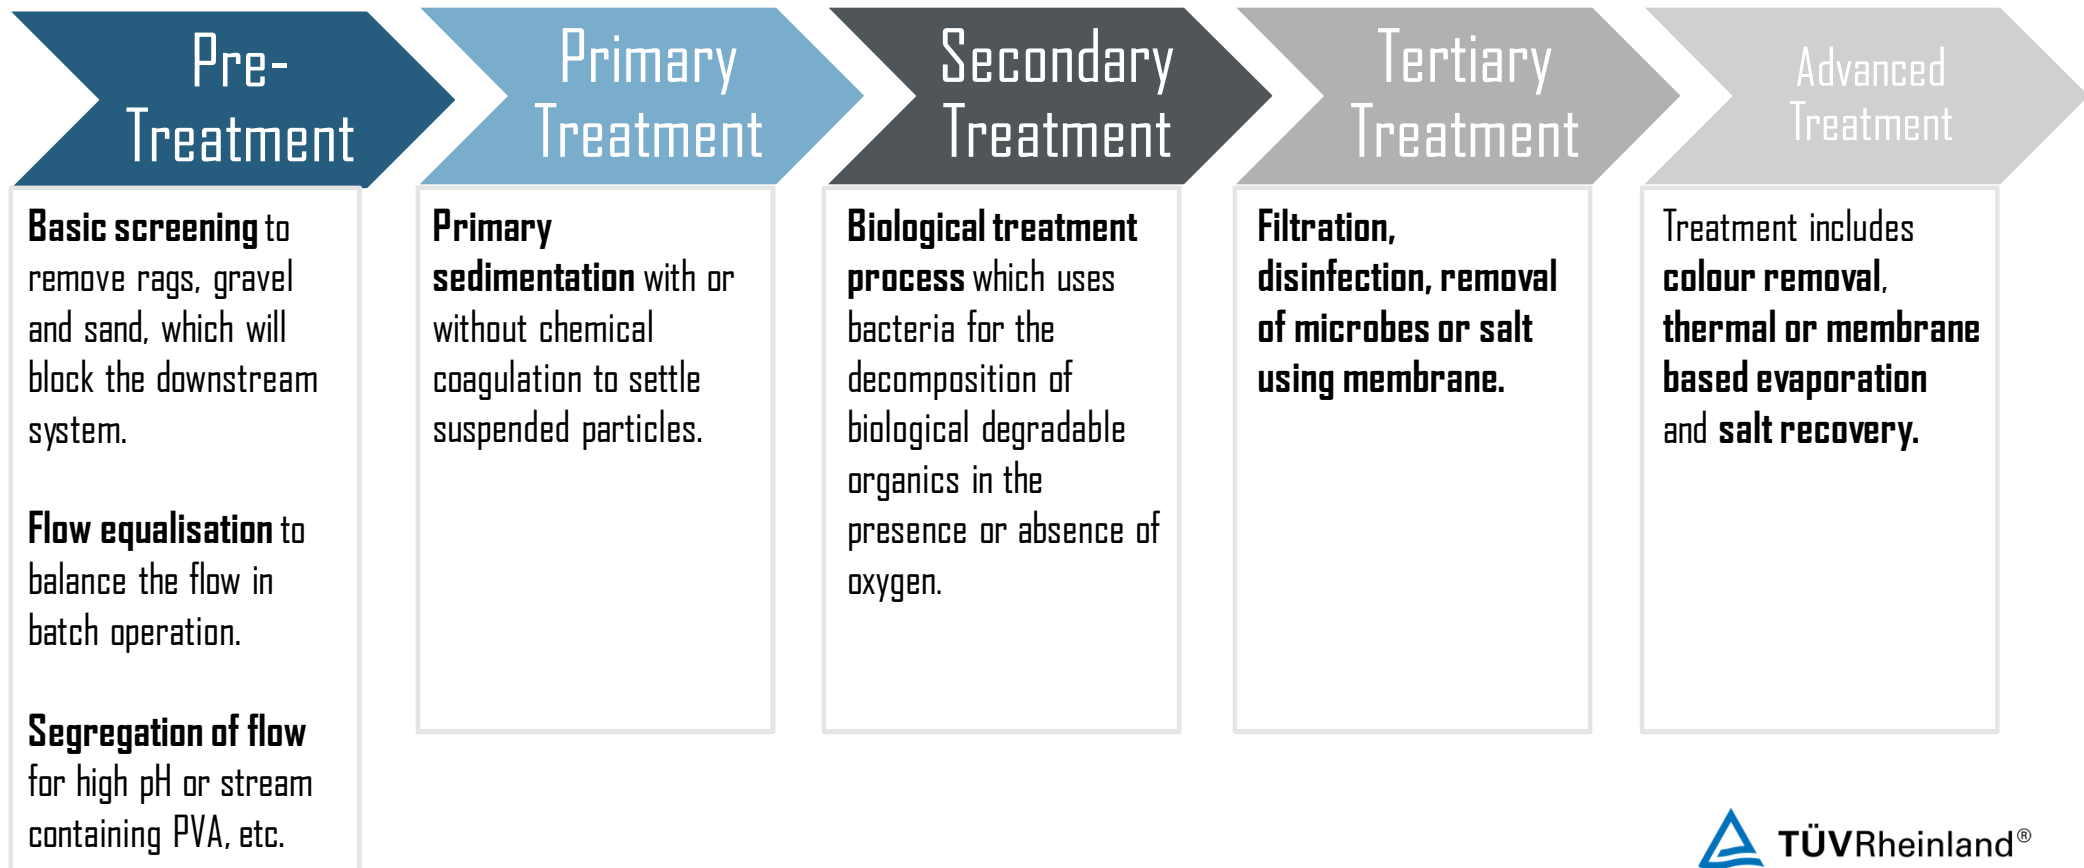 Pre-
Treatment
Basic screening to
remove rags, gravel
and sand, which will
block the downstream
system.
Flow equalisation to
balance the flow in
batch operation.
Segregation of flow
for high pH or stream
containing PVA, etc.
Primary
Treatment
Primary
sedimentation with or
without chemical
coagulation to settle
suspended particles.
Secondary
Treatment
Biological treatment
process which uses
bacteria for the
decomposition of
biological degradable
organics in the
presence or absence of
oxygen.
Tertiary
Treatment
Filtration,
disinfection, removal
of microbes or salt
using membrane.
Advanced
Treatment
Treatment includes
colour removal,
thermal or membrane
based evaporation
and salt recovery.
TÜVRheinland®